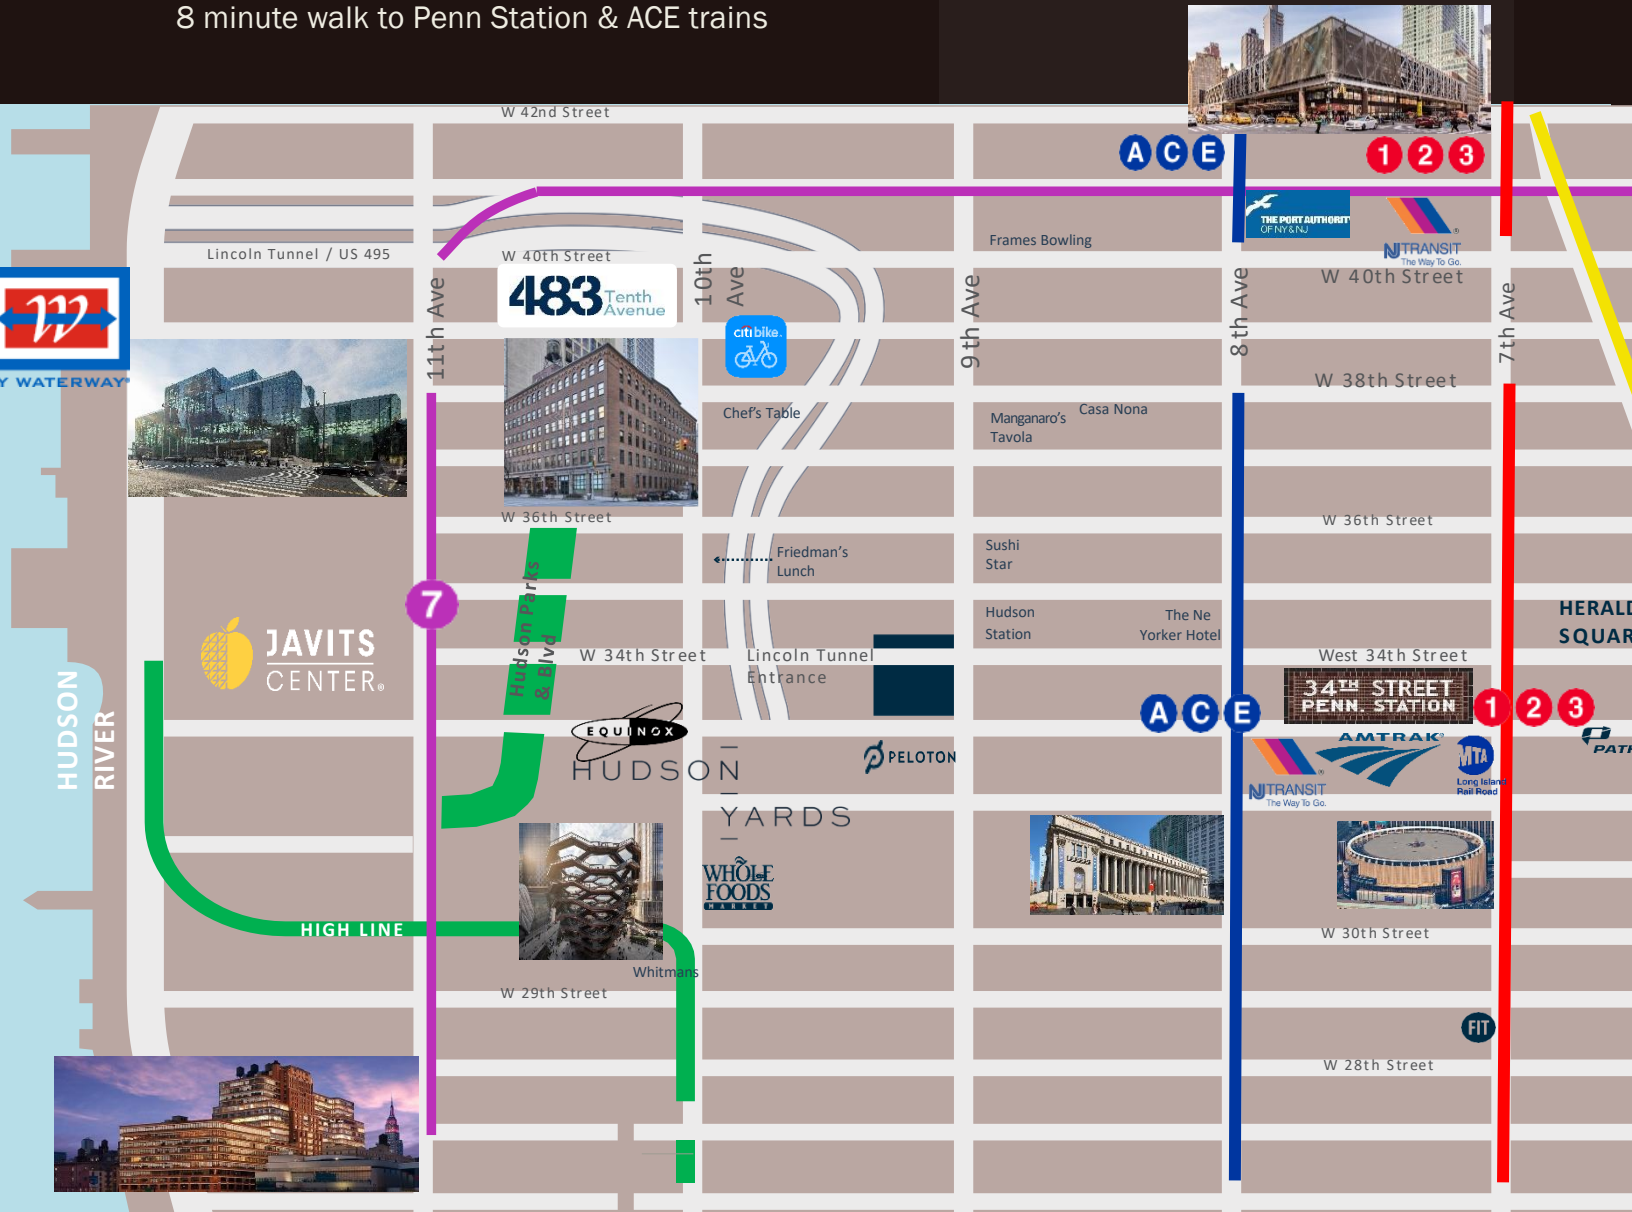 8 minute walk to Penn Station & ACE trains
W 42nd Street
A C E
1 2 3
THE PORT AUTHORITY
OF NY & NJ
NJTRANSIT
The Way To Go.
Frames Bowling
Lincoln Tunnel / US 495
W 40th Street
W 40th Street
483
Tenth
Avenue
10th
Ave
11th Ave
9th Ave
8th Ave
7th Ave
citi bike.
Y WATERWAY
W 38th Street
Chef's Table
Manganaro's
Tavola
Casa Nona
W 36th Street
W 36th Street
Friedman's
Lunch
Sushi
Star
7
Hudson Parks
& Blvd
Hudson
Station
The Ne
Yorker Hotel
HERALD
SQUAR
JAVITS
CENTER
W 34th Street
Lincoln Tunnel
Entrance
West 34th Street
34TH STREET
PENN. STATION
A C E
1 2 3
HUDSON
RIVER
EQUINOX
HUDSON
YARDS
PELOTON
NJTRANSIT
The Way To Go.
AMTRAK
MTA
Long Island
Rail Road
PATH
WHOLE
FOODS
MARKET
HIGH LINE
W 30th Street
Whitmans
W 29th Street
FIT
W 28th Street